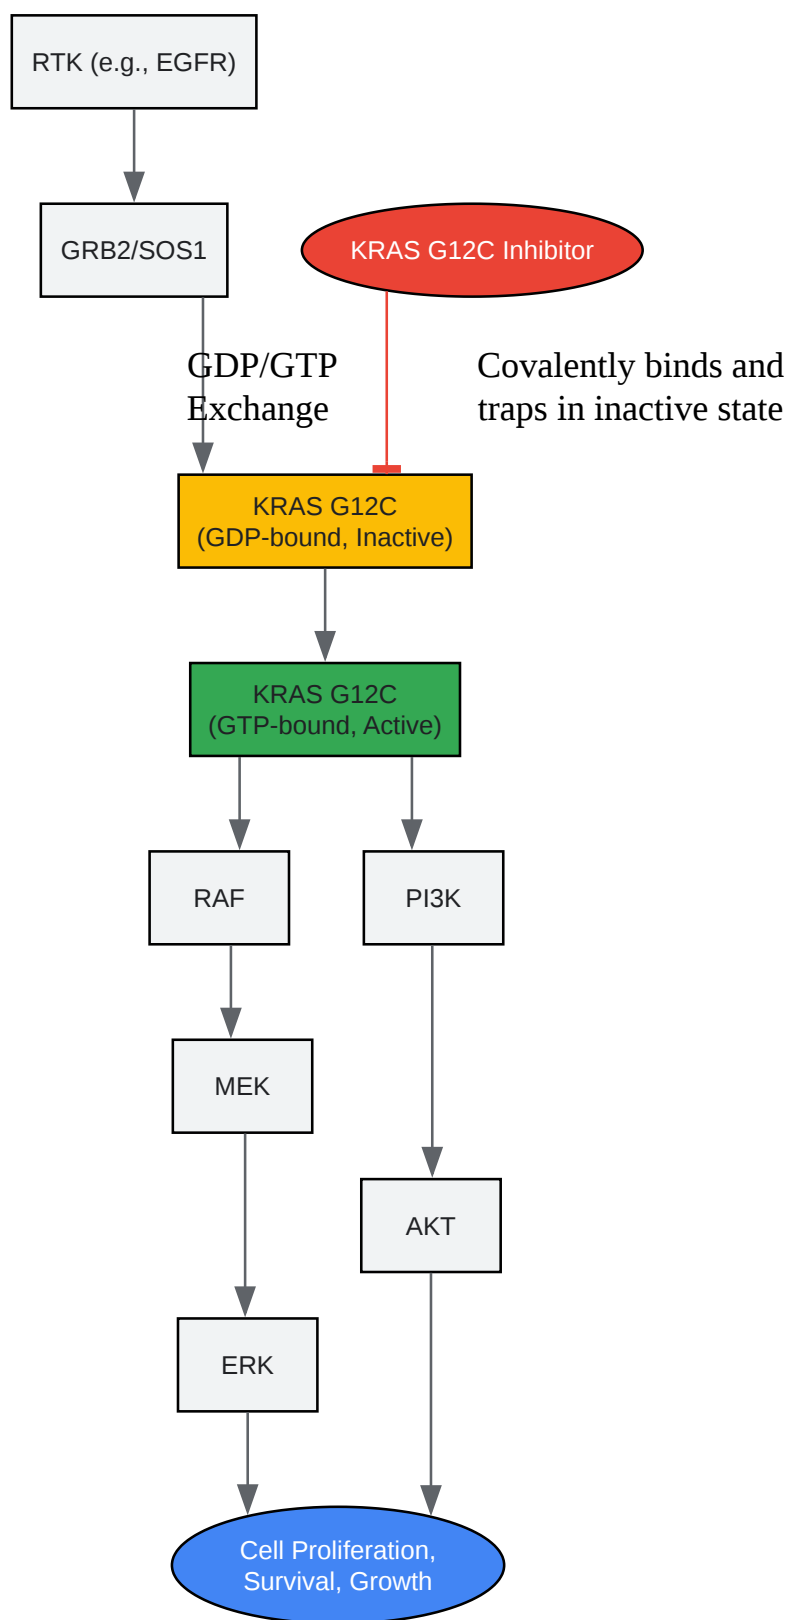 RTK (e.g., EGFR)
GRB2/SOS1
KRAS G12C Inhibitor
GDP/GTP
Exchange
Covalently binds and
traps in inactive state
KRAS G12C
(GDP-bound, Inactive)
KRAS G12C
(GTP-bound, Active)
RAF
PI3K
MEK
AKT
ERK
Cell Proliferation,
Survival, Growth